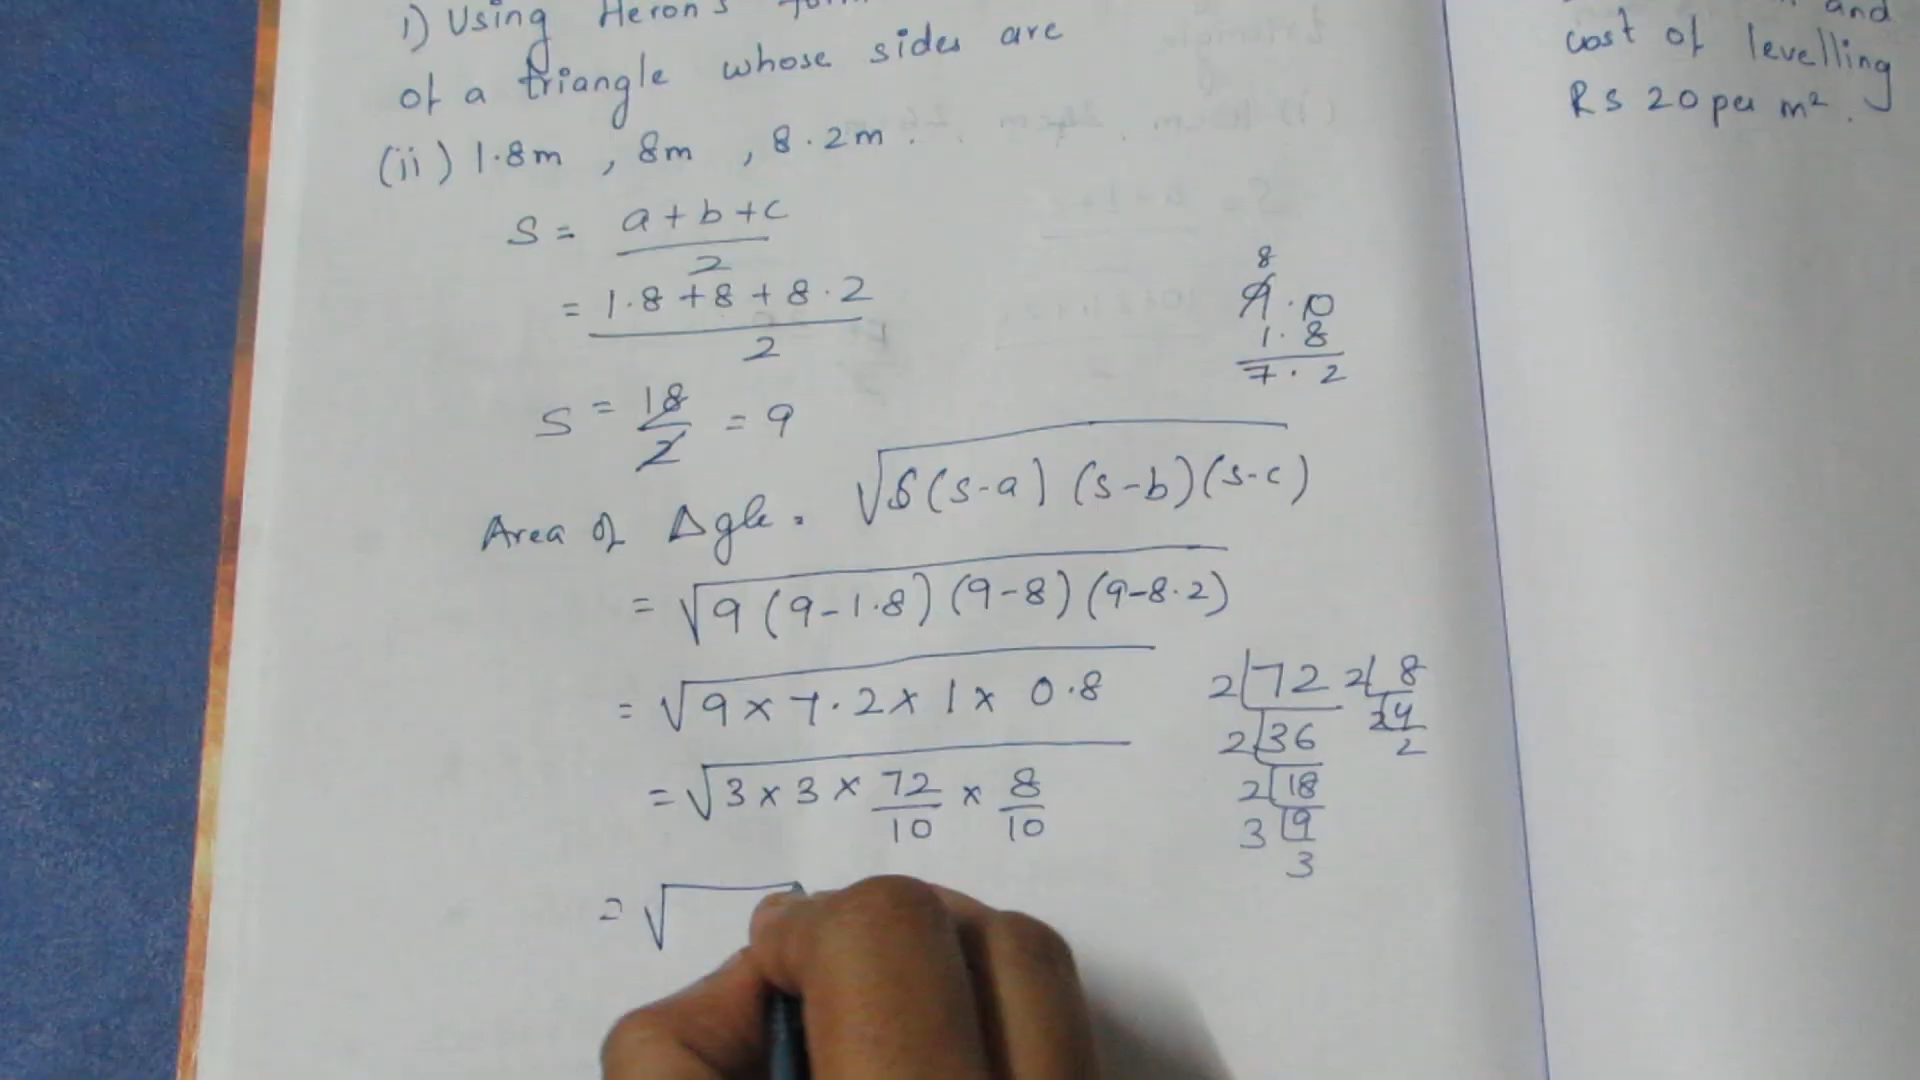 1) Using Heron's
of a triangle whose sides are
(ii) 1.8m , 8m , 8.2m.
S = a+b+c
2
= 1.8+8+8.2
2
S = 18/2 = 9
Area of Δgle = √S(s-a) (s-b)(s-c)
= √9(9-1.8)(9-8)(9-8.2)
= √9×7.2×1×0.8
= √3×3×72/10×8/10
= √
8
9.10
1.8
7.2
2 72
2 36
2 18
3 9
3
2 8
2 4
2
and
cost of levelling
Rs 20 per m².